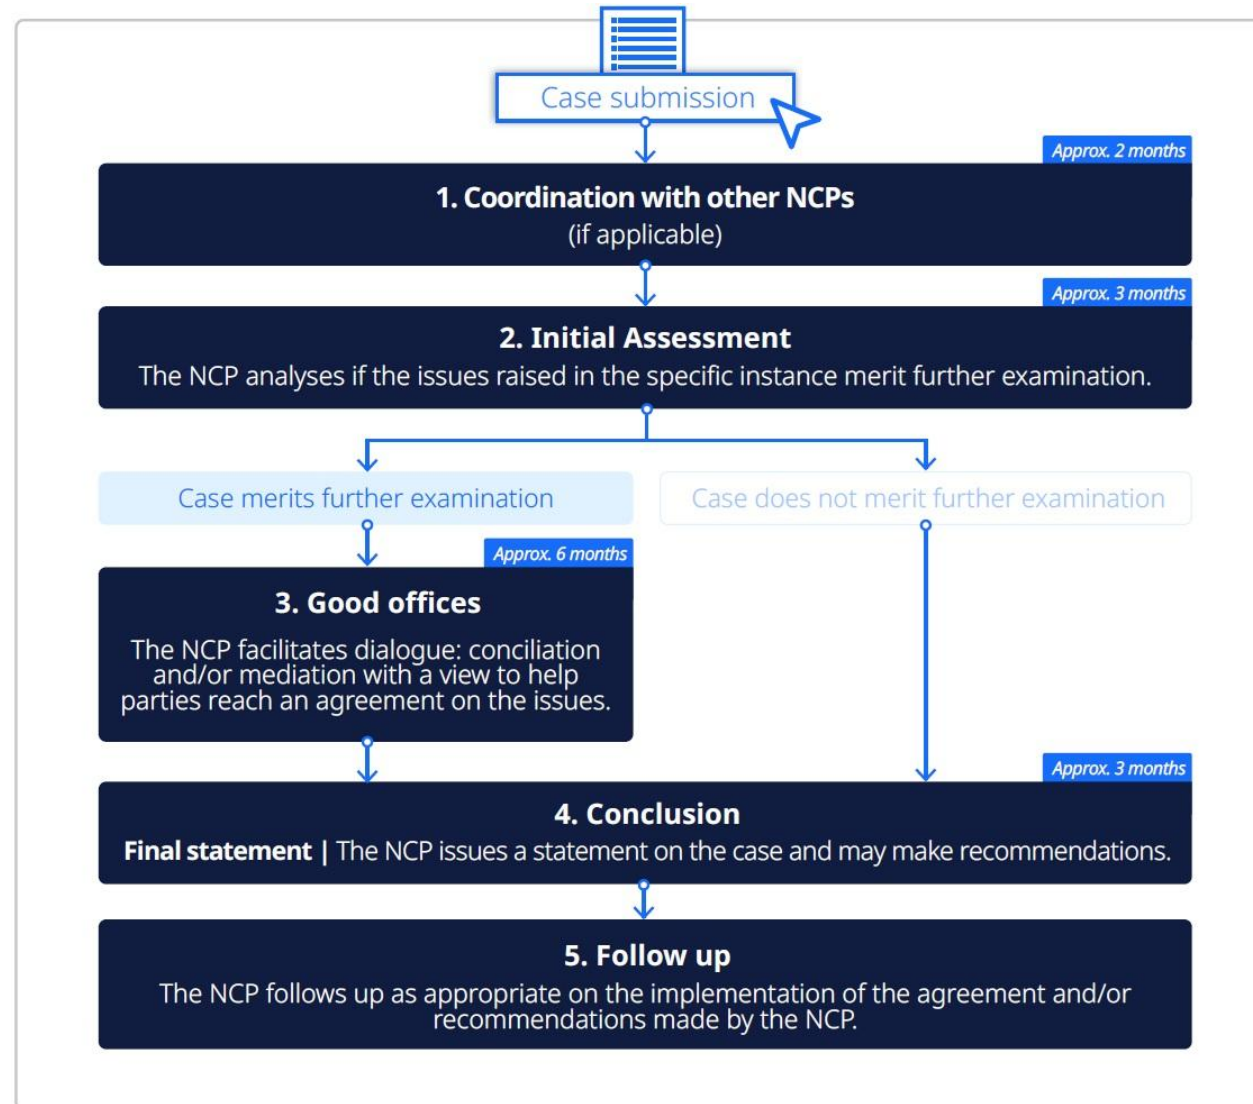 Case submission
Approx. 2 months
1. Coordination with other NCPs
(if applicable)
Approx. 3 months
2. Initial Assessment
The NCP analyses if the issues raised in the specific instance merit further examination.
Case merits further examination
Case does not merit further examination
Approx. 6 months
3. Good offices
The NCP facilitates dialogue: conciliation
and/or mediation with a view to help
parties reach an agreement on the issues.
Approx. 3 months
4. Conclusion
Final statement | The NCP issues a statement on the case and may make recommendations.
5. Follow up
The NCP follows up as appropriate on the implementation of the agreement and/or
recommendations made by the NCP.